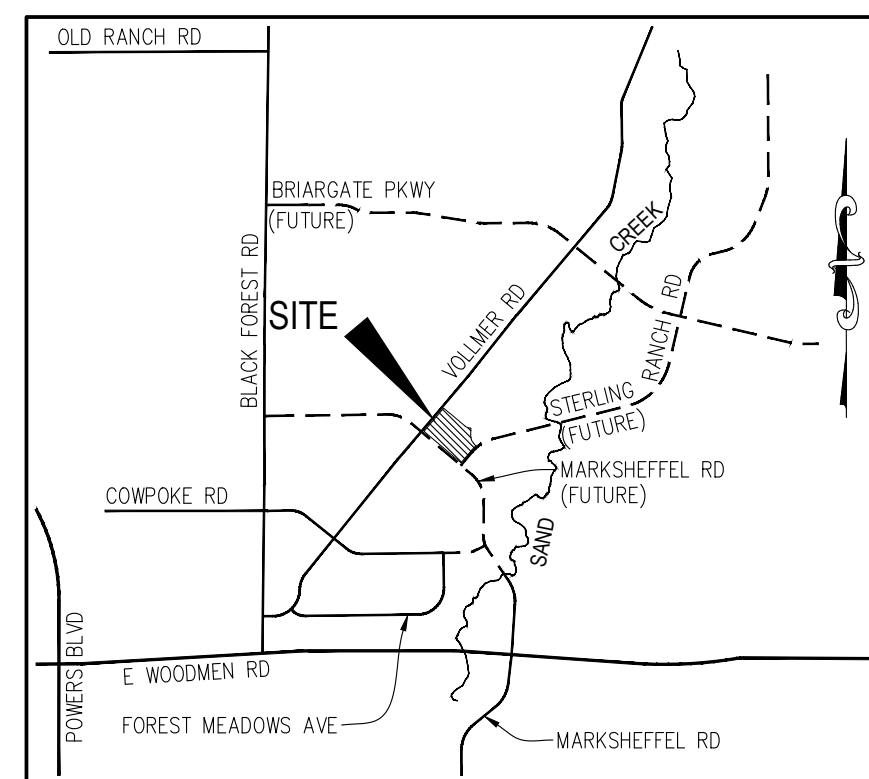 OLD RANCH RD
BRIARGATE PKWY
(FUTURE)
BLACK FOREST RD
SITE
VOLLMER RD
CREEK
STERLING
RANCH RD
(FUTURE)
MARKSHEFFEL RD
(FUTURE)
COWPOKE RD
SAND
POWERS BLVD
E WOODMEN RD
FOREST MEADOWS AVE
MARKSHEFFEL RD